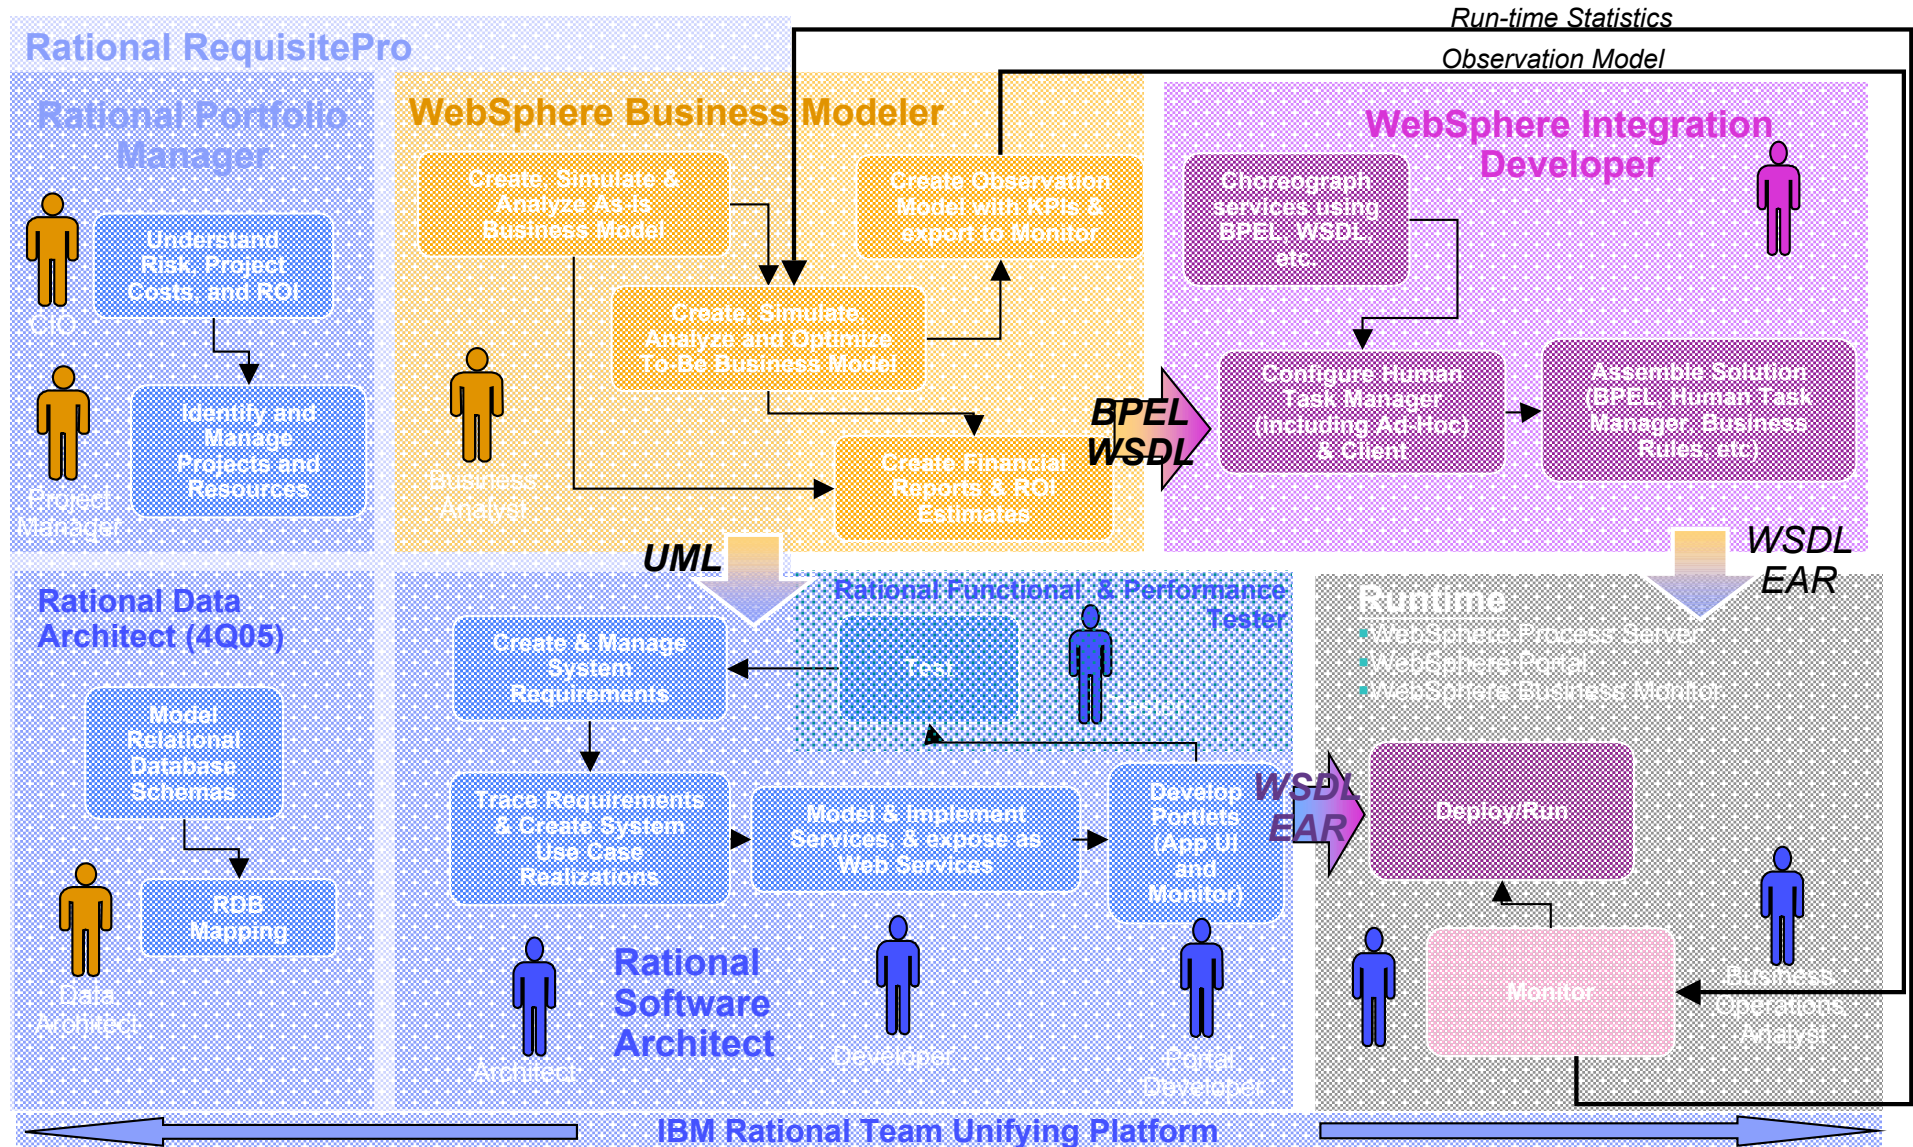 Run-time Statistics
Observation Model
Rational RequisitePro
Rational Portfolio
Manager
CIO
Understand
Risk, Project
Costs, and ROI
Project
Manager
Identify and
Manage
Projects and
Resources
WebSphere Business Modeler
Create, Simulate &
Analyze As-is
Business Model
Create Observation
Model with KPIs &
export to Monitor
Create, Simulate,
Analyze and Optimize
To-Be Business Model
Business
Analyst
Create Financial
Reports & ROI
Estimates
BPEL
WSDL
WebSphere Integration
Developer
Choreograph
services using
BPEL, WSDL,
etc.
Configure Human
Task Manager
(including Ad-Hoc)
& Client
Assemble Solution
(BPEL, Human Task
Manager, Business
Rules, etc)
UML
WSDL
EAR
Rational Data
Architect (4Q05)
Model
Relational
Database
Schemas
RDB
Mapping
Data
Architect
Rational Functional & Performance
Tester
Create & Manage
System
Requirements
Test
Trace Requirements
& Create System
Use Case
Realizations
Model & Implement
Services, & expose as
Web Services
Develop
Portlets
(App UI
and
Monitor)
WSDL
EAR
Rational
Software
Architect
Architect
Developer
Portal
Developer
Runtime
▪WebSphere Process Server
▪WebSphere Portal
▪WebSphere Business Monitor
Deploy/Run
Monitor
Business
Operations
Analyst
IBM Rational Team Unifying Platform